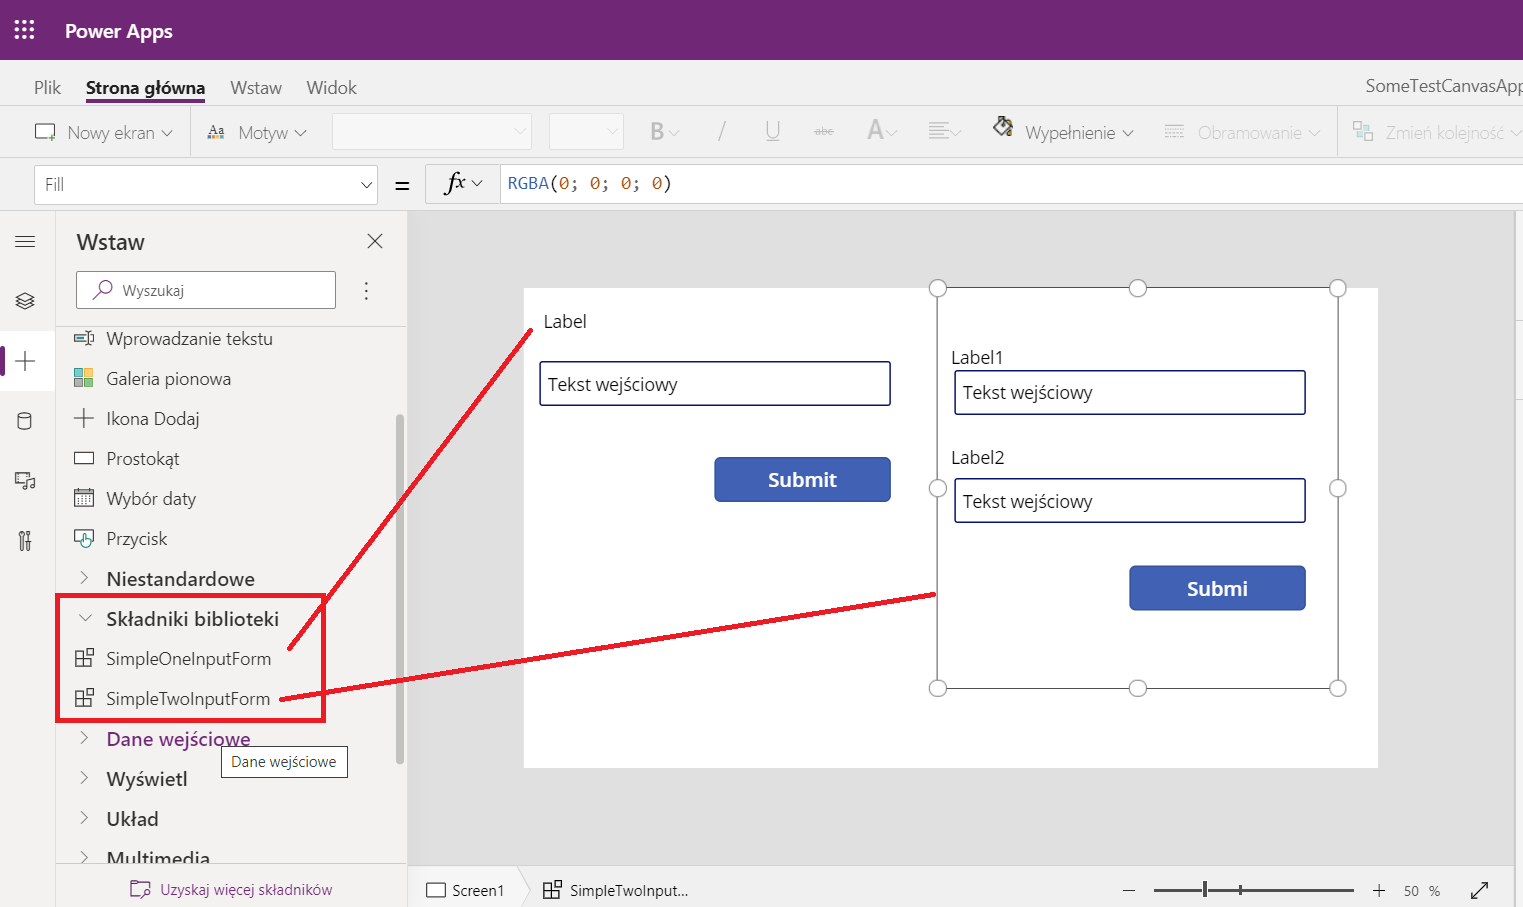 Power Apps
Plik Strona główna Wstaw Widok SomeTestCanvasApp
Nowy ekran Aa Motyw B / U abc A Wypełnienie Obramowanie Zmień kolejność
Fill = fx RGBA(0; 0; 0; 0)
Wstaw
Wyszukaj
Wprowadzanie tekstu
Galeria pionowa
Ikona Dodaj
Prostokąt
Wybór daty
Przycisk
Niestandardowe
Składniki biblioteki
SimpleOneInputForm
SimpleTwoInputForm
Dane wejściowe
Dane wejściowe
Wyświetl
Układ
Multimedia
Uzyskaj więcej składników
Label
Tekst wejściowy
Submit
Label1
Tekst wejściowy
Label2
Tekst wejściowy
Submi
Screen1 SimpleTwoInput... 50 %